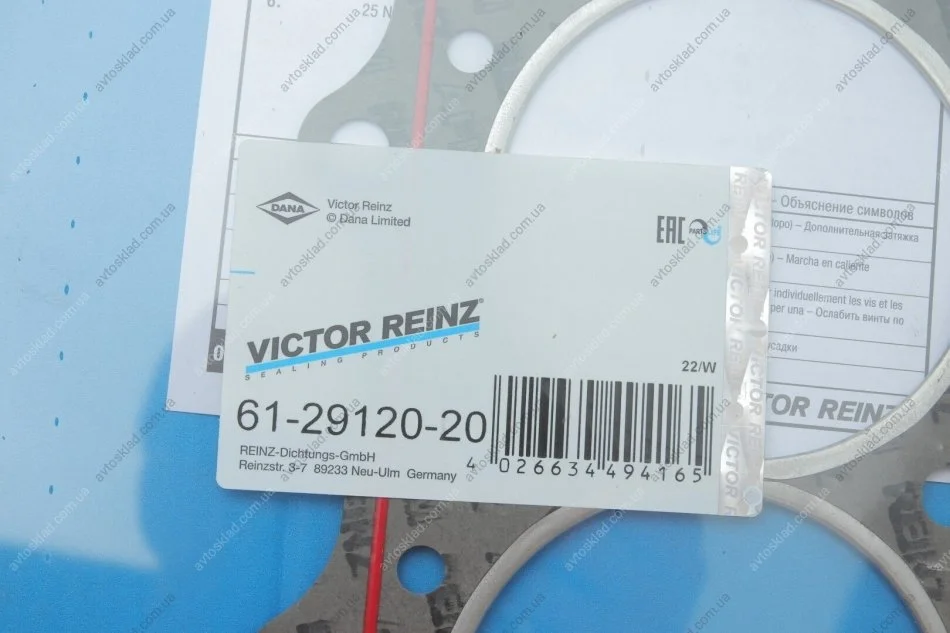 25 N
DANA
Victor Reinz
© Dana Limited
EAC
- Объяснение символов
- Дополнительная затяжка
- Marcha en caliente
individuellement les vis et les
per una – Ослабить винты по
VICTOR REINZ®
SEALING PRODUCTS
22/W
61-29120-20
REINZ-Dichtungs-GmbH
Reinzstr. 3-7 89233 Neu-Ulm Germany
4 026634 494165
TOR REINZ
avtosklad.com.ua